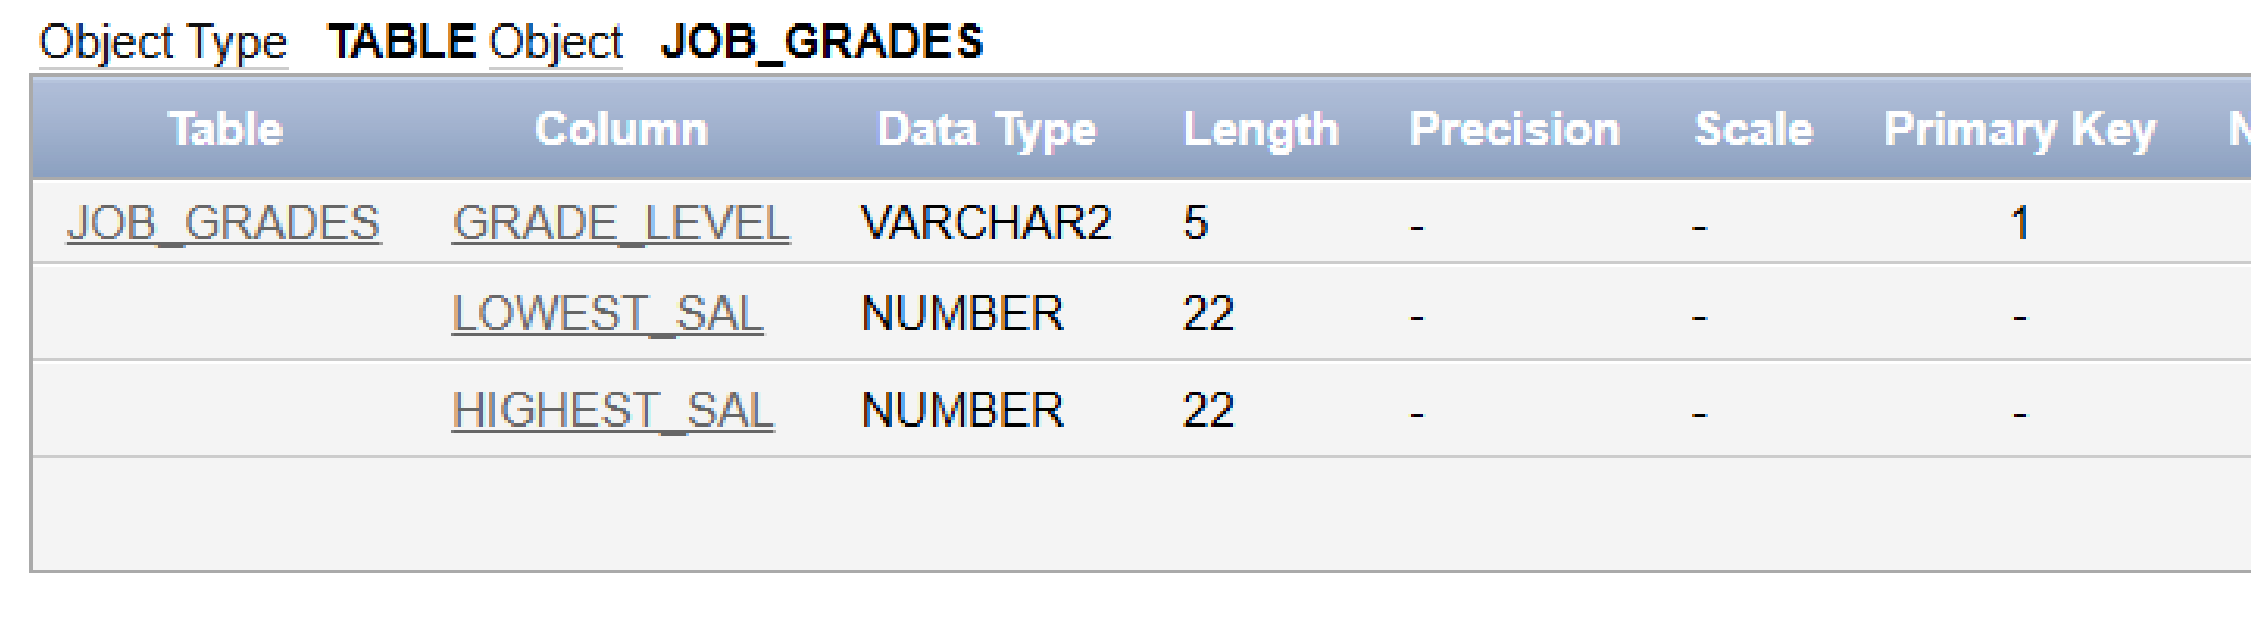 Object Type TABLE Object JOB_GRADES
Table Column Data Type Length Precision Scale Primary Key
JOB_GRADES GRADE_LEVEL VARCHAR2 5 - - 1
LOWEST_SAL NUMBER 22 - - -
HIGHEST_SAL NUMBER 22 - - -